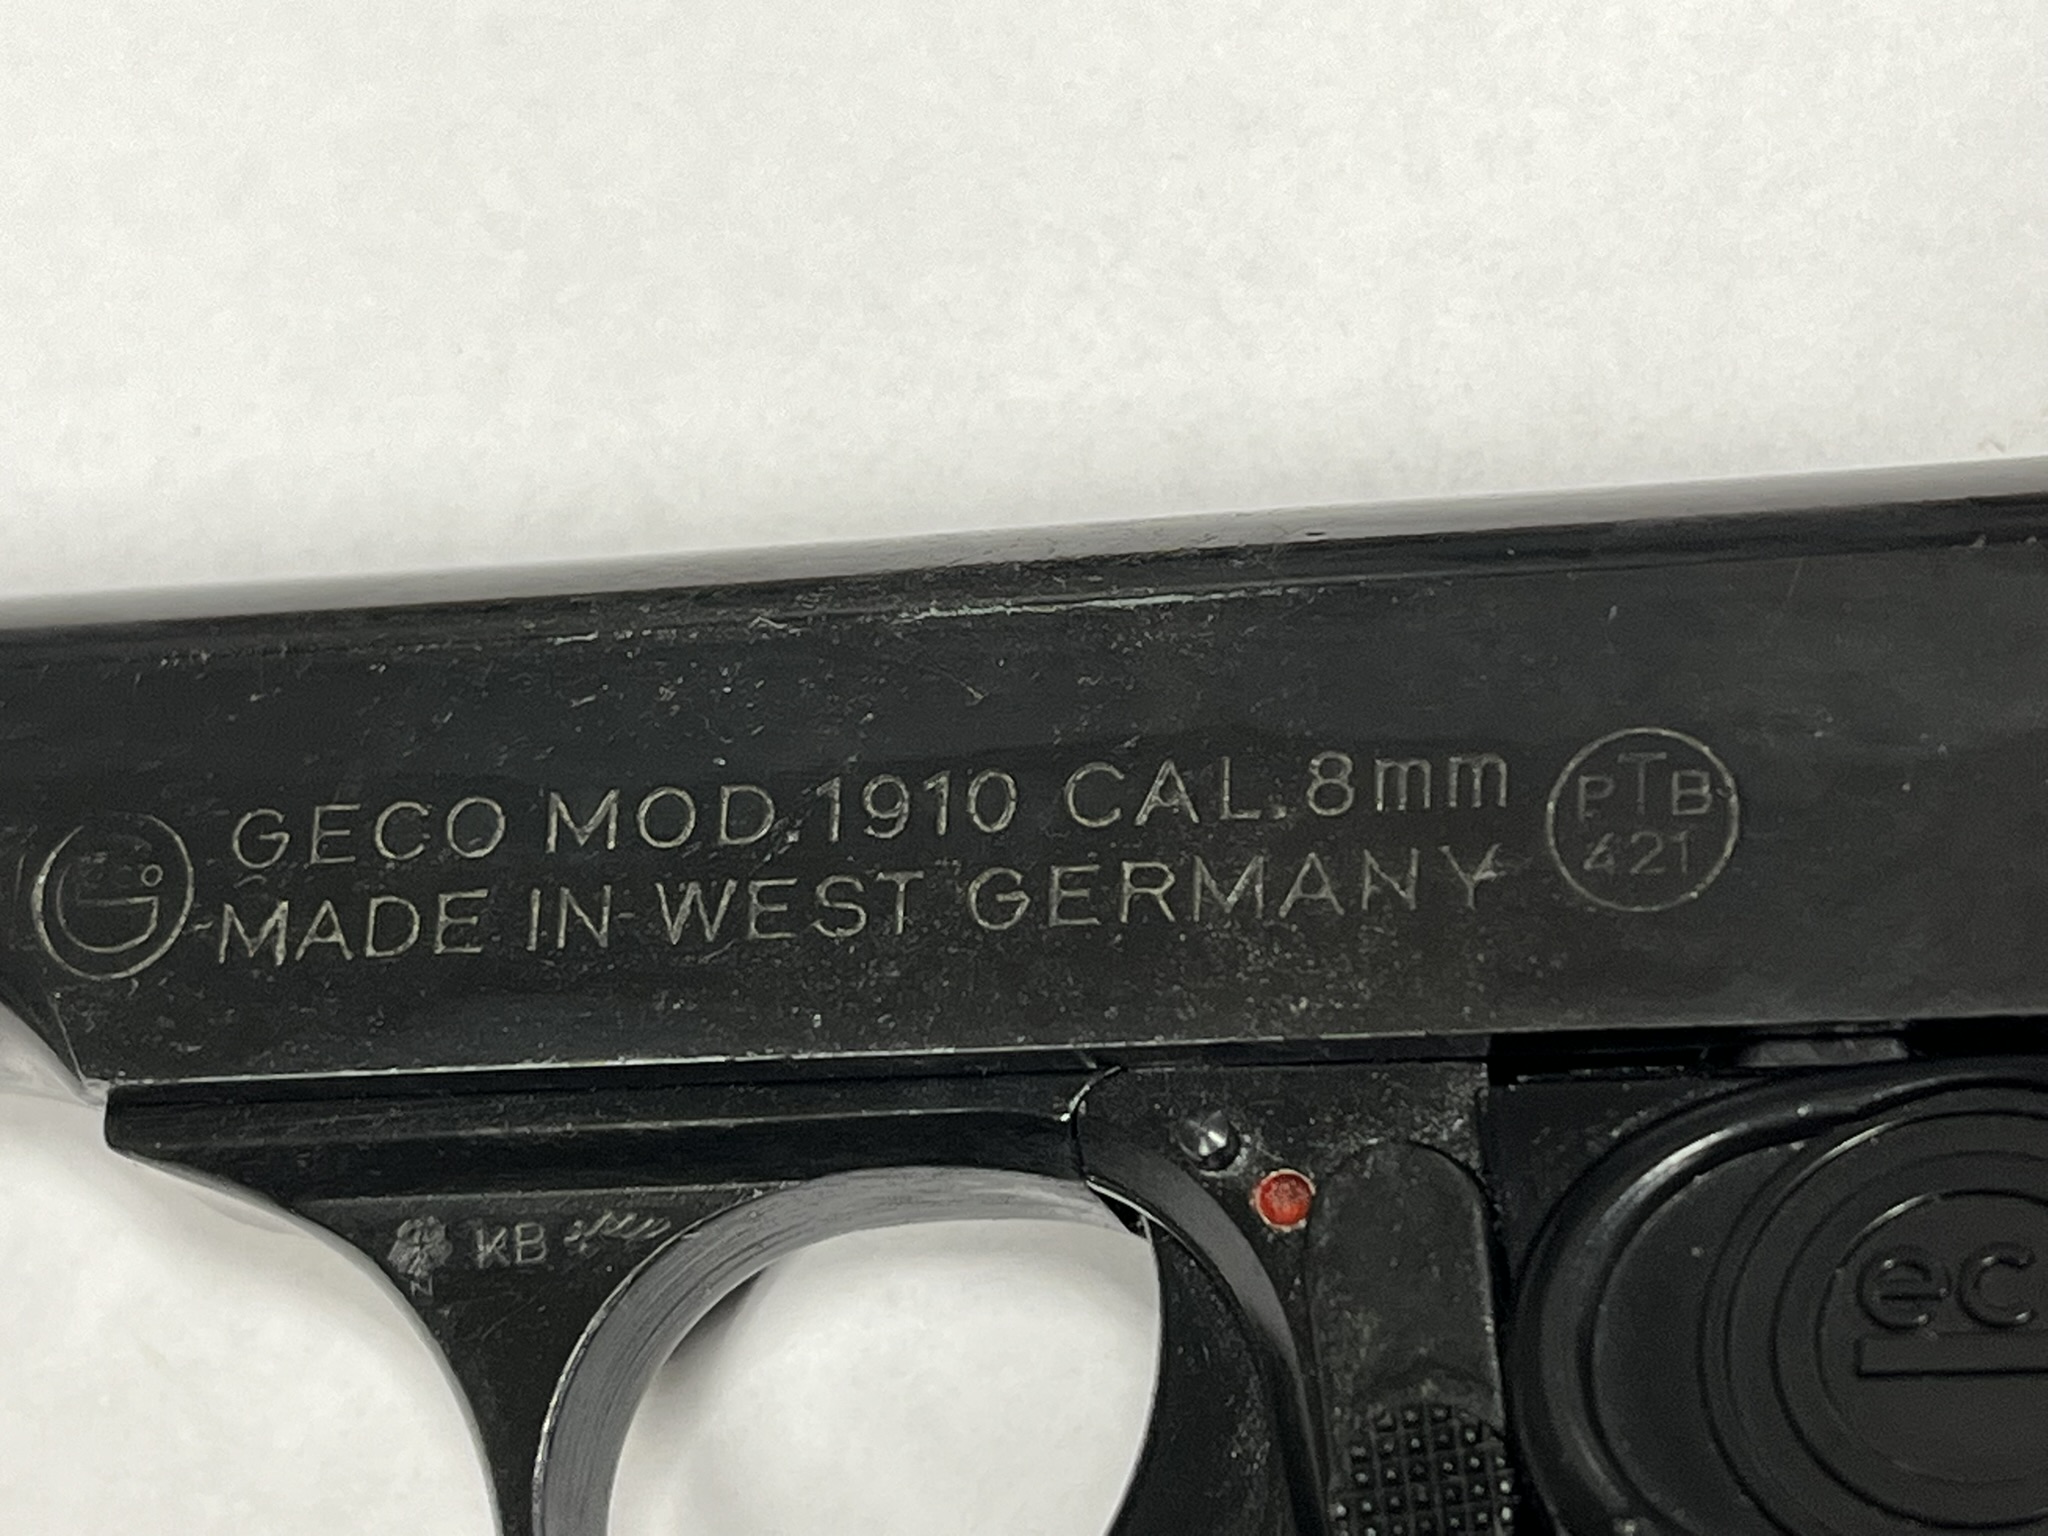 GECO MOD.1910 CAL.8mm
MADE IN WEST GERMANY
PTB
421
KB
ec